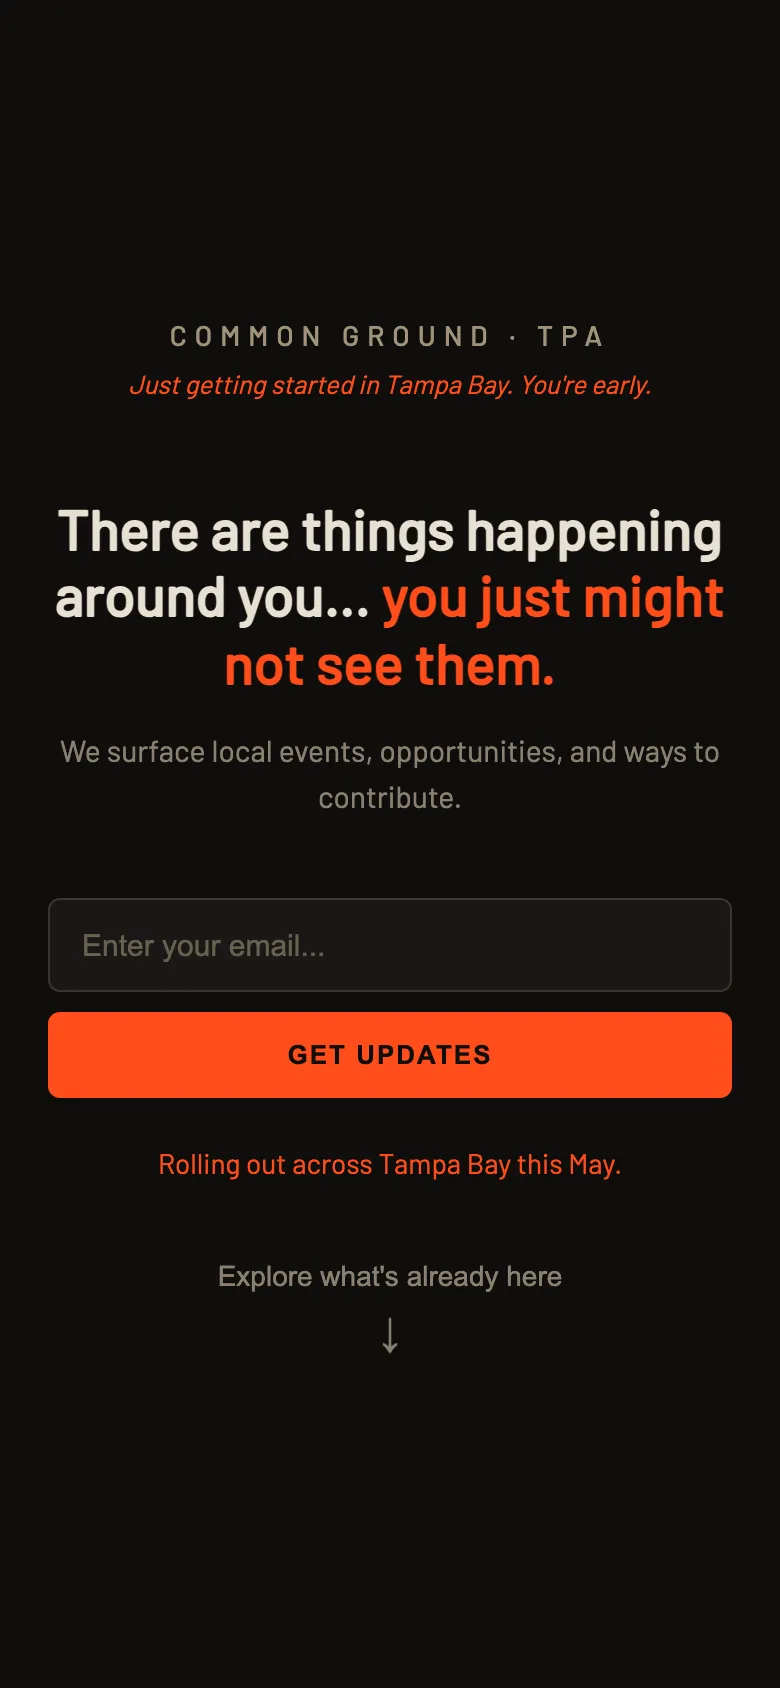 COMMON GROUND · TPA
Just getting started in Tampa Bay. You're early.
There are things happening
around you... you just might
not see them.
We surface local events, opportunities, and ways to
contribute.
Enter your email...
GET UPDATES
Rolling out across Tampa Bay this May.
Explore what's already here
↓